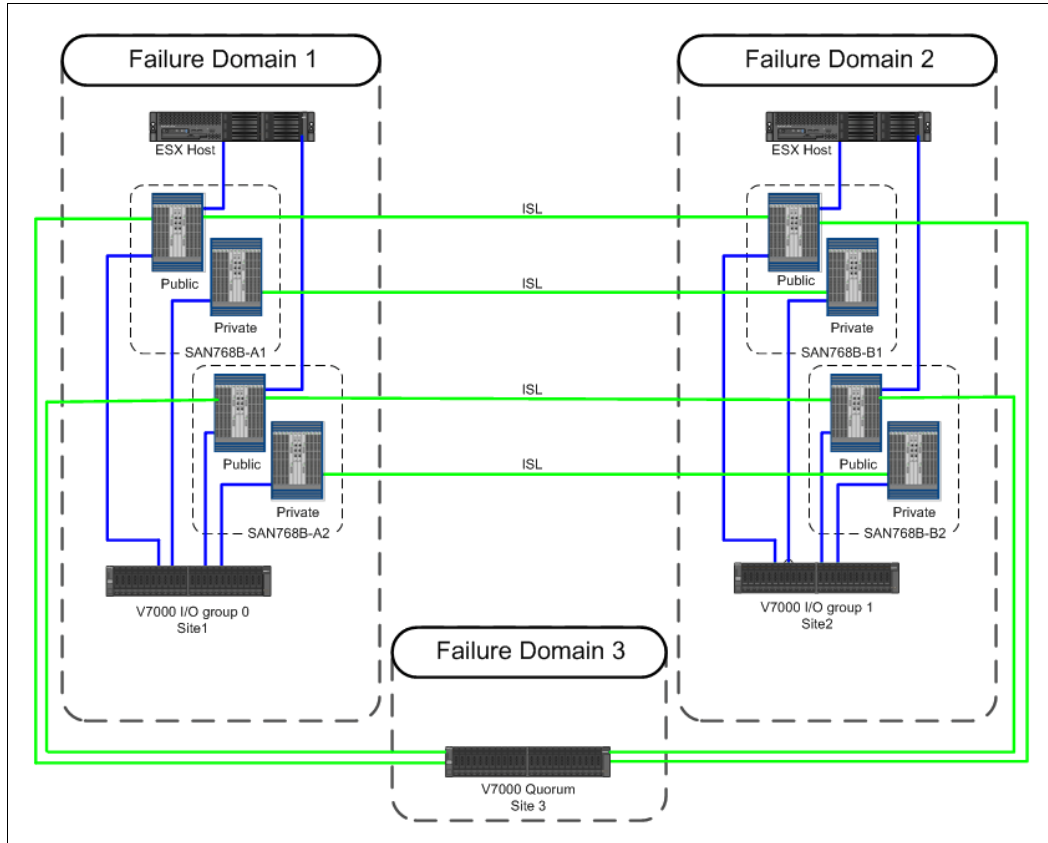 Failure Domain 1
Failure Domain 2
ESX Host
ESX Host
ISL
Public
Public
ISL
Private
Private
SAN768B-A1
SAN768B-B1
ISL
Public
Public
ISL
Private
Private
SAN768B-A2
SAN768B-B2
V7000 I/O group 0
Site1
V7000 I/O group 1
Site2
Failure Domain 3
V7000 Quorum
Site 3